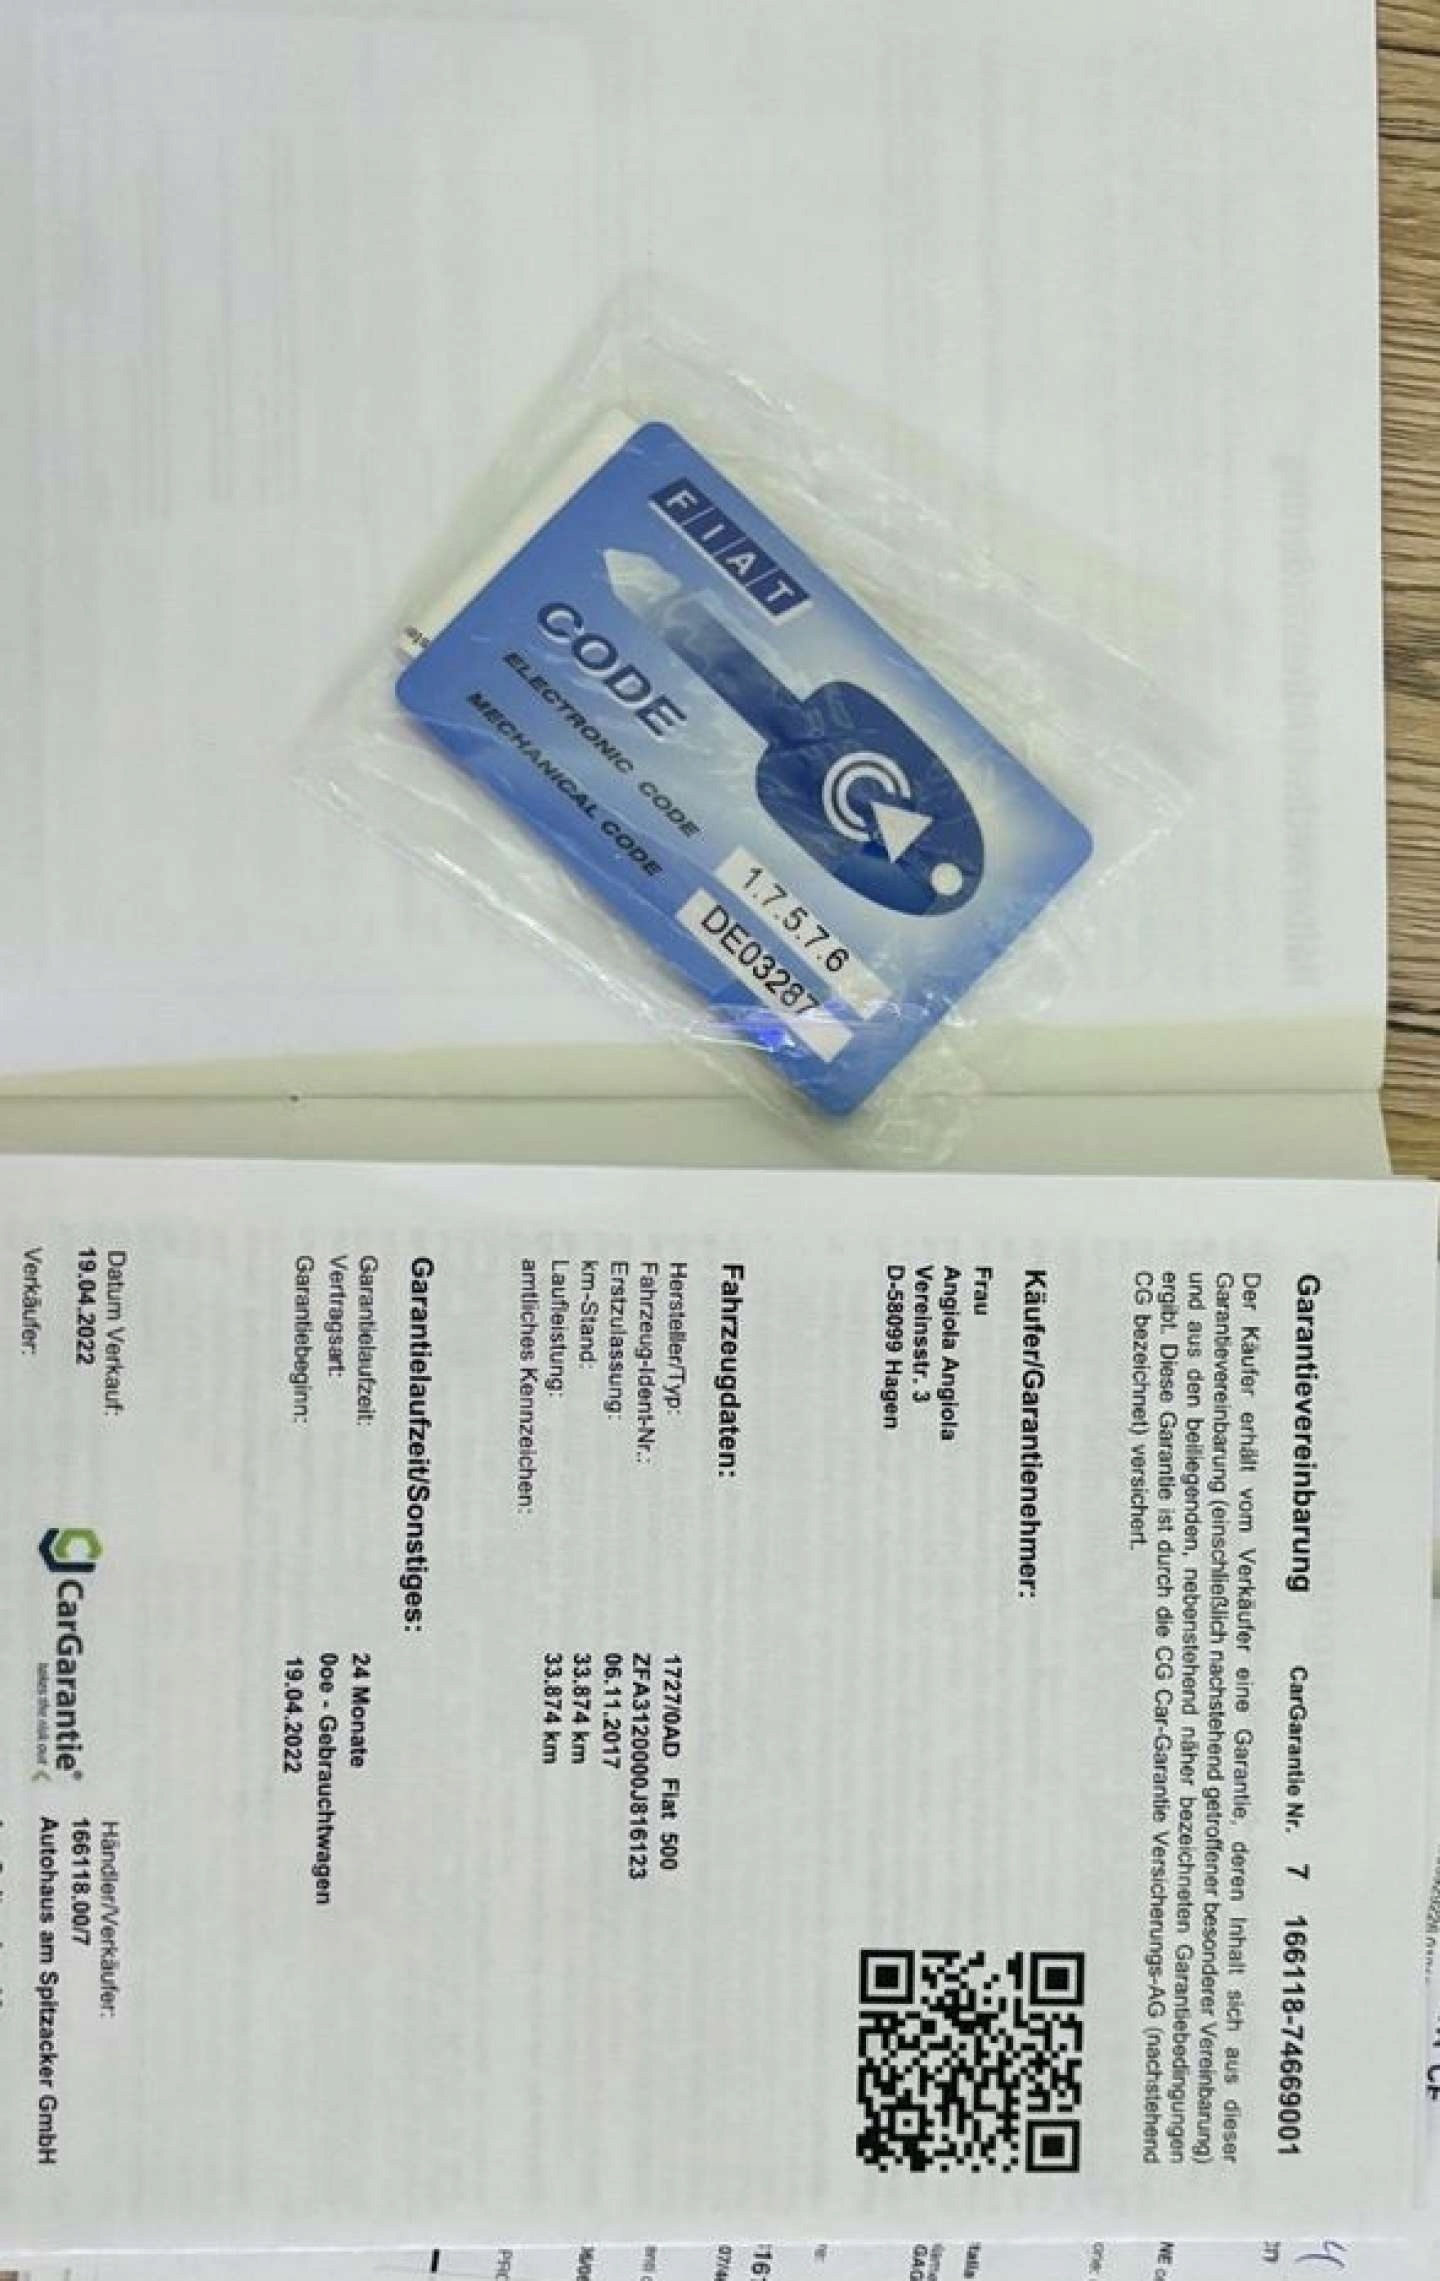 FIAT
CODE
ELECTRONIC CODE 1.7.5.7.6
MECHANICAL CODE DE03287
Garantievereinbarung CarGarantie Nr. 7 166118-74669001
Der Käufer erhält vom Verkäufer eine Garantie, deren Inhalt sich aus dieser
Garantievereinbarung (einschließlich nachstehend getroffener besonderer Vereinbarung)
und aus den beiliegenden, nebenstehend näher bezeichneten Garantiebedingungen
ergibt. Diese Garantie ist durch die CG Car-Garantie Versicherungs-AG (nachstehend
CG bezeichnet) versichert.
Käufer/Garantienehmer:
Frau
Angiola Angiola
Vereinsstr. 3
D-58099 Hagen
Fahrzeugdaten:
Hersteller/Typ: 1727/0AD Fiat 500
Fahrzeug-Ident-Nr.: ZFA3120000J816123
Erstzulassung: 06.11.2017
km-Stand: 33.874 km
Laufleistung: 33.874 km
amtliches Kennzeichen:
Garantielaufzeit/Sonstiges:
Garantielaufzeit: 24 Monate
Vertragsart: 0oe - Gebrauchtwagen
Garantiebeginn: 19.04.2022
Datum Verkauf:
19.04.2022
Verkäufer:
CarGarantie®
takes the risk out
Händler/Verkäufer:
166118.00/7
Autohaus am Spitzacker GmbH